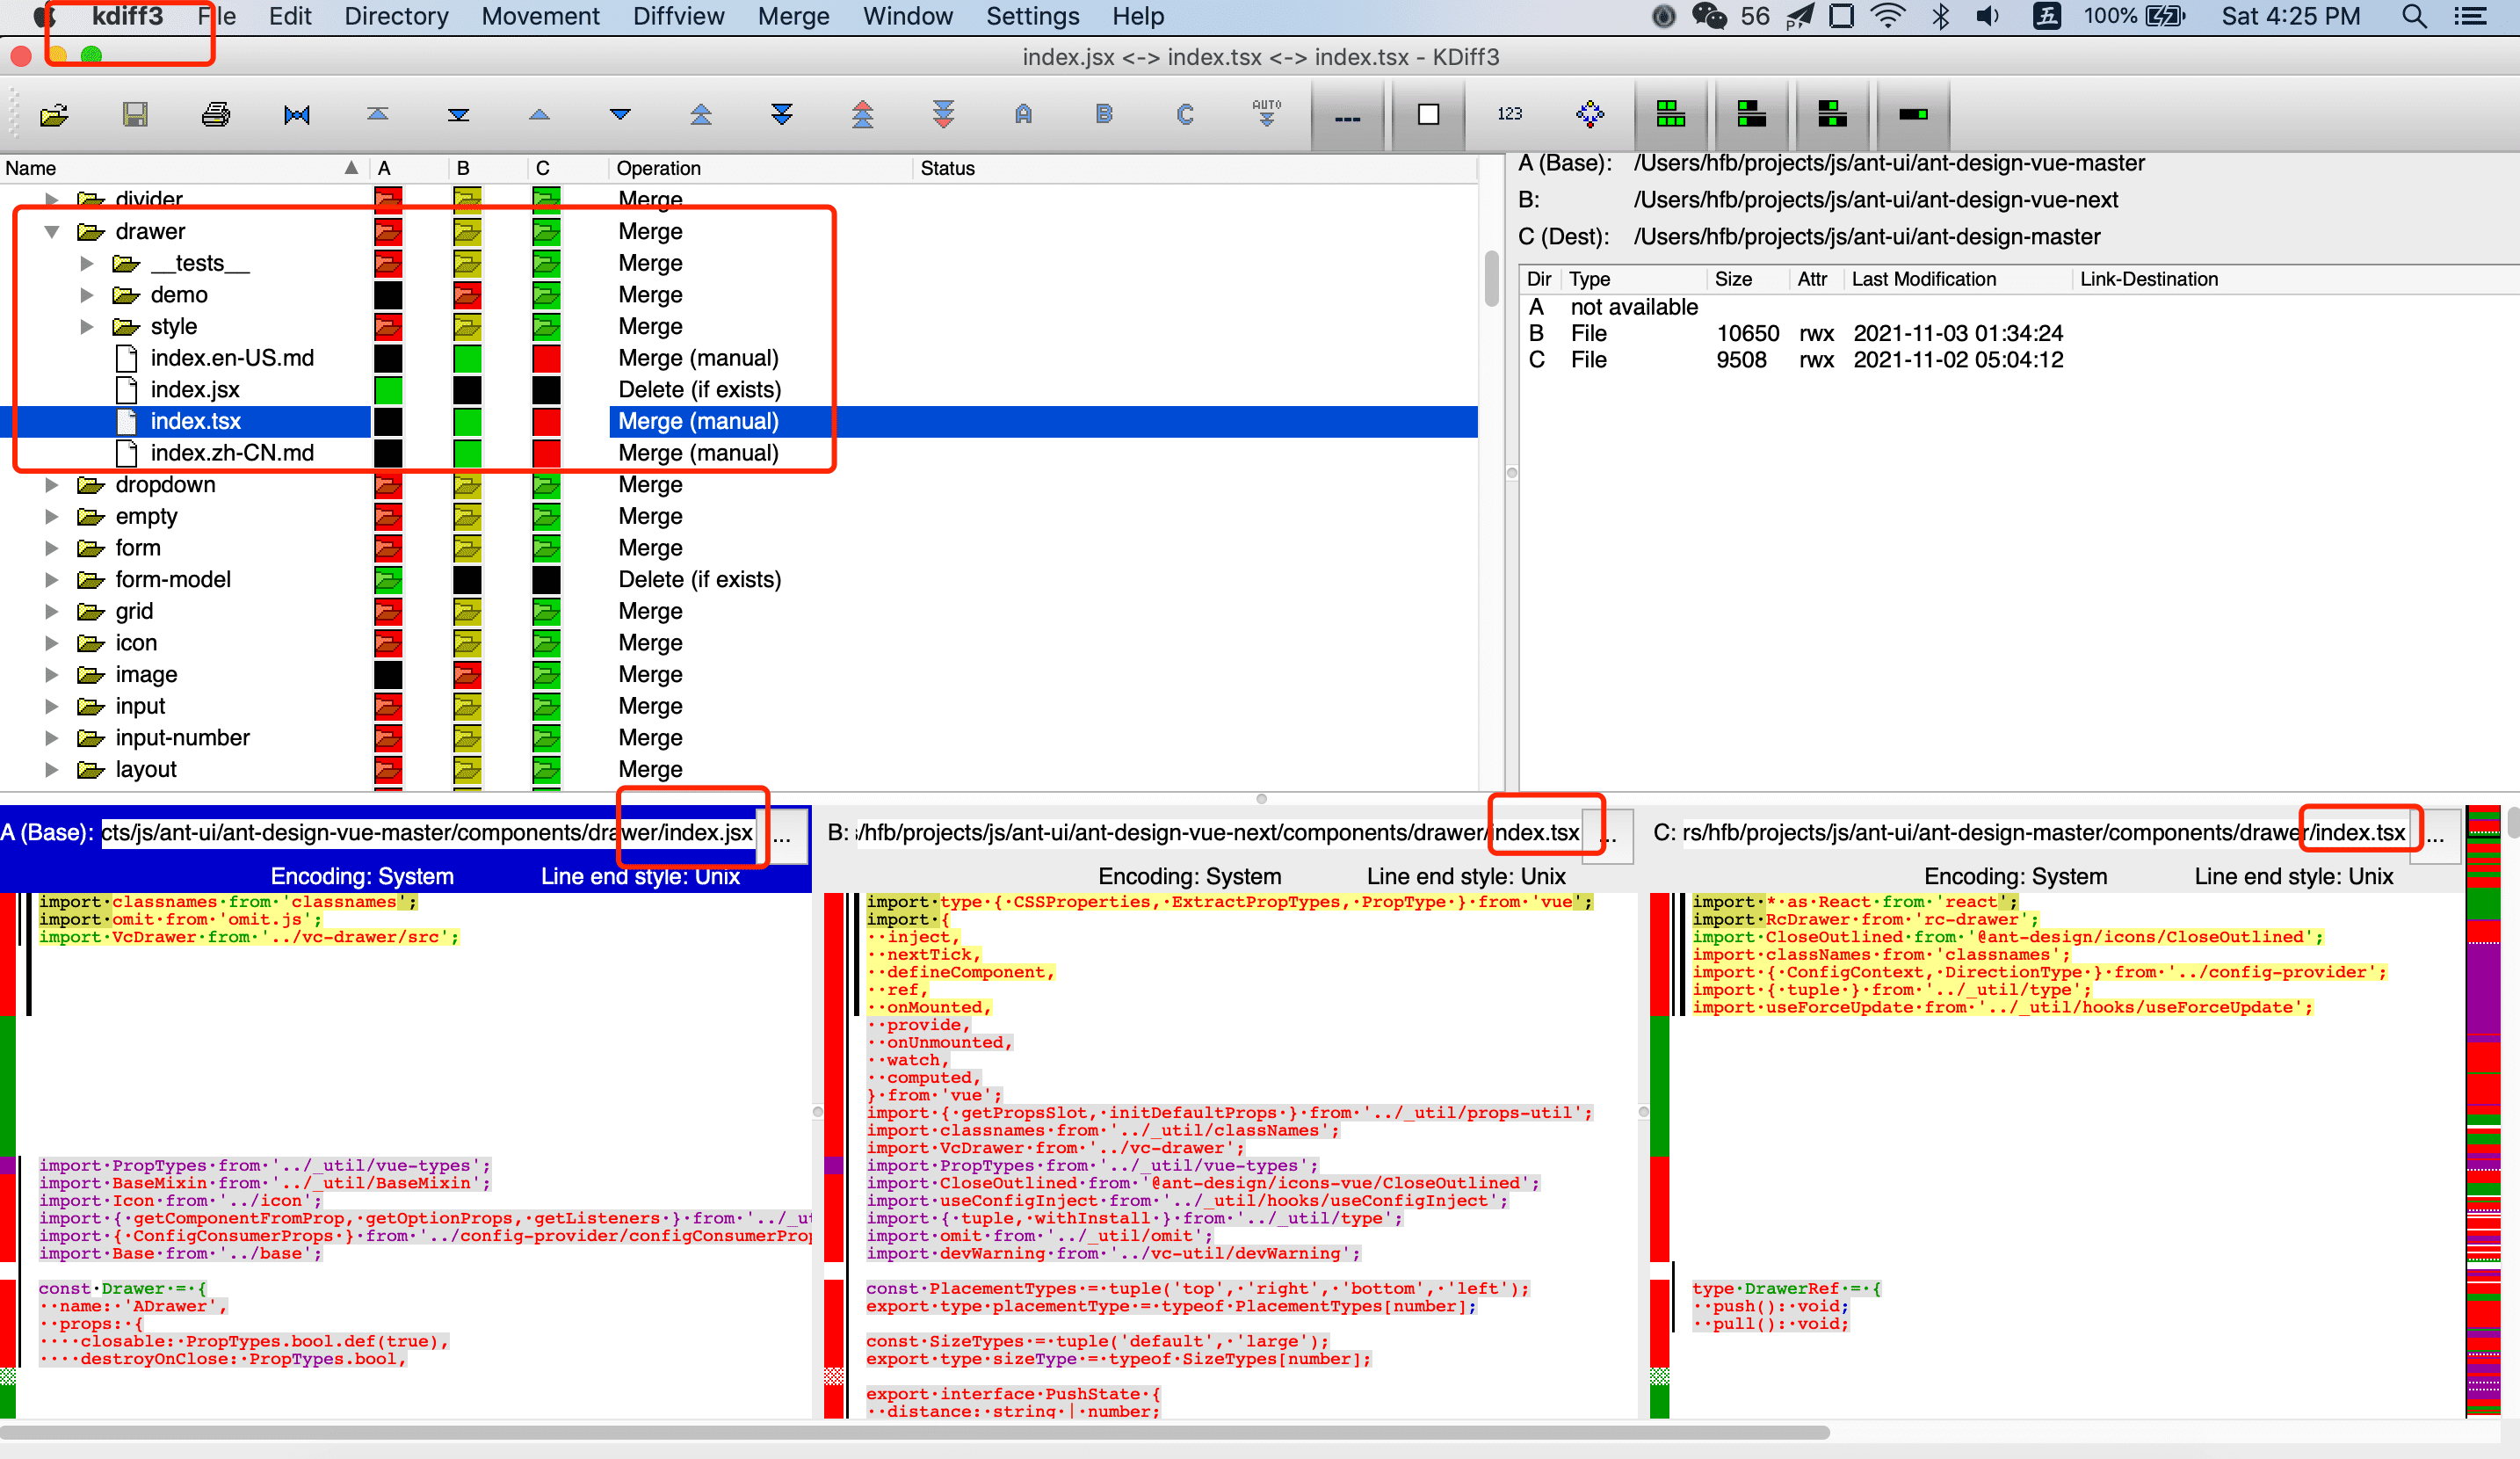 kdiff3 File Edit Directory Movement Diffview Merge Window Settings Help 56 五 100% Sat 4:25 PM
index.jsx <-> index.tsx <-> index.tsx - KDiff3
A B C AUTO 123
Name A B C Operation Status
divider Merge
drawer Merge
__tests__ Merge
demo Merge
style Merge
index.en-US.md Merge (manual)
index.jsx Delete (if exists)
index.tsx Merge (manual)
index.zh-CN.md Merge (manual)
dropdown Merge
empty Merge
form Merge
form-model Delete (if exists)
grid Merge
icon Merge
image Merge
input Merge
input-number Merge
layout Merge
A (Base): /Users/hfb/projects/js/ant-ui/ant-design-vue-master
B: /Users/hfb/projects/js/ant-ui/ant-design-vue-next
C (Dest): /Users/hfb/projects/js/ant-ui/ant-design-master
Dir Type Size Attr Last Modification Link-Destination
A not available
B File 10650 rwx 2021-11-03 01:34:24
C File 9508 rwx 2021-11-02 05:04:12
A (Base): cts/js/ant-ui/ant-design-vue-master/components/drawer/index.jsx ...
Encoding: System Line end style: Unix
import·classnames·from·'classnames';
import·omit·from·'omit.js';
import·VcDrawer·from·'../vc-drawer/src';
import·PropTypes·from·'../_util/vue-types';
import·BaseMixin·from·'../_util/BaseMixin';
import·Icon·from·'../icon';
import·{·getComponentFromProp,·getOptionProps,·getListeners·}·from·'../_ut
import·{·ConfigConsumerProps·}·from·'../config-provider/configConsumerProp
import·Base·from·'../base';
const·Drawer·=·{
··name:·'ADrawer',
··props:·{
····closable:·PropTypes.bool.def(true),
····destroyOnClose:·PropTypes.bool,
B: s/hfb/projects/js/ant-ui/ant-design-vue-next/components/drawer/index.tsx ...
Encoding: System Line end style: Unix
import·type·{·CSSProperties,·ExtractPropTypes,·PropType·}·from·'vue';
import·{
··inject,
··nextTick,
··defineComponent,
··ref,
··onMounted,
··provide,
··onUnmounted,
··watch,
··computed,
}·from·'vue';
import·{·getPropsSlot,·initDefaultProps·}·from·'../_util/props-util';
import·classnames·from·'../_util/classNames';
import·VcDrawer·from·'../vc-drawer';
import·PropTypes·from·'../_util/vue-types';
import·CloseOutlined·from·'@ant-design/icons-vue/CloseOutlined';
import·useConfigInject·from·'../_util/hooks/useConfigInject';
import·{·tuple,·withInstall·}·from·'../_util/type';
import·omit·from·'../_util/omit';
import·devWarning·from·'../vc-util/devWarning';
const·PlacementTypes·=·tuple('top',·'right',·'bottom',·'left');
export·type·placementType·=·typeof·PlacementTypes[number];
const·SizeTypes·=·tuple('default',·'large');
export·type·sizeType·=·typeof·SizeTypes[number];
export·interface·PushState·{
··distance:·string·|·number;
C: rs/hfb/projects/js/ant-ui/ant-design-master/components/drawer/index.tsx ...
Encoding: System Line end style: Unix
import·*·as·React·from·'react';
import·RcDrawer·from·'rc-drawer';
import·CloseOutlined·from·'@ant-design/icons/CloseOutlined';
import·classNames·from·'classnames';
import·{·ConfigContext,·DirectionType·}·from·'../config-provider';
import·{·tuple·}·from·'../_util/type';
import·useForceUpdate·from·'../_util/hooks/useForceUpdate';
type·DrawerRef·=·{
··push():·void;
··pull():·void;